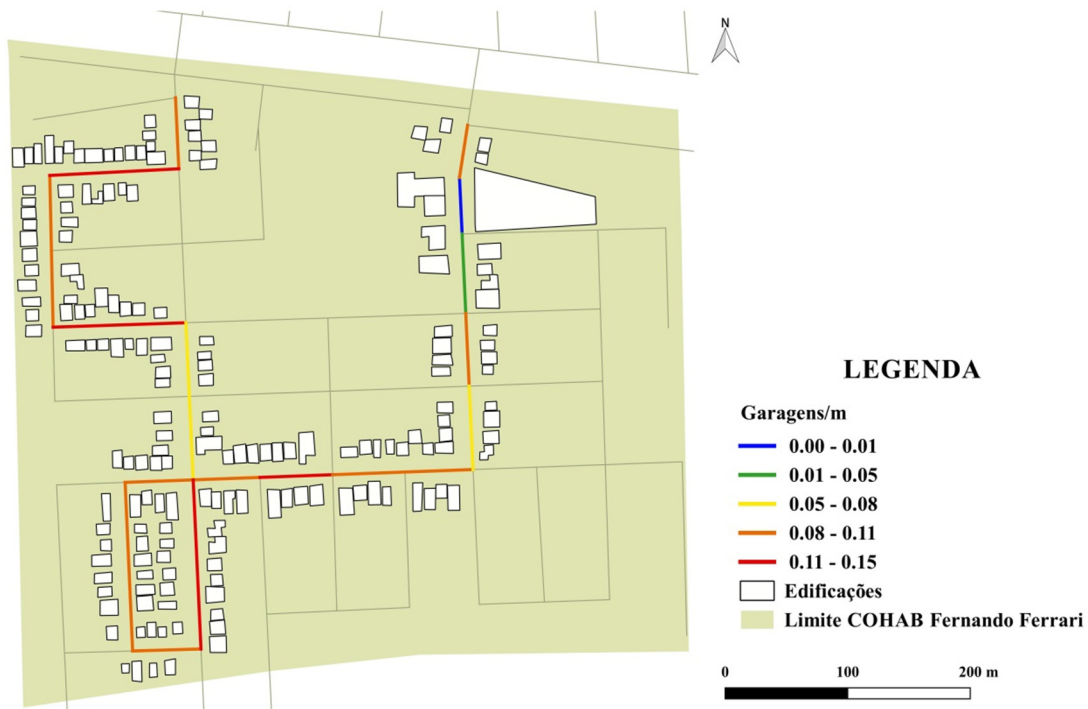 N
LEGENDA
Garagens/m
0.00 - 0.01
0.01 - 0.05
0.05 - 0.08
0.08 - 0.11
0.11 - 0.15
Edificações
Limite COHAB Fernando Ferrari
0 100 200 m